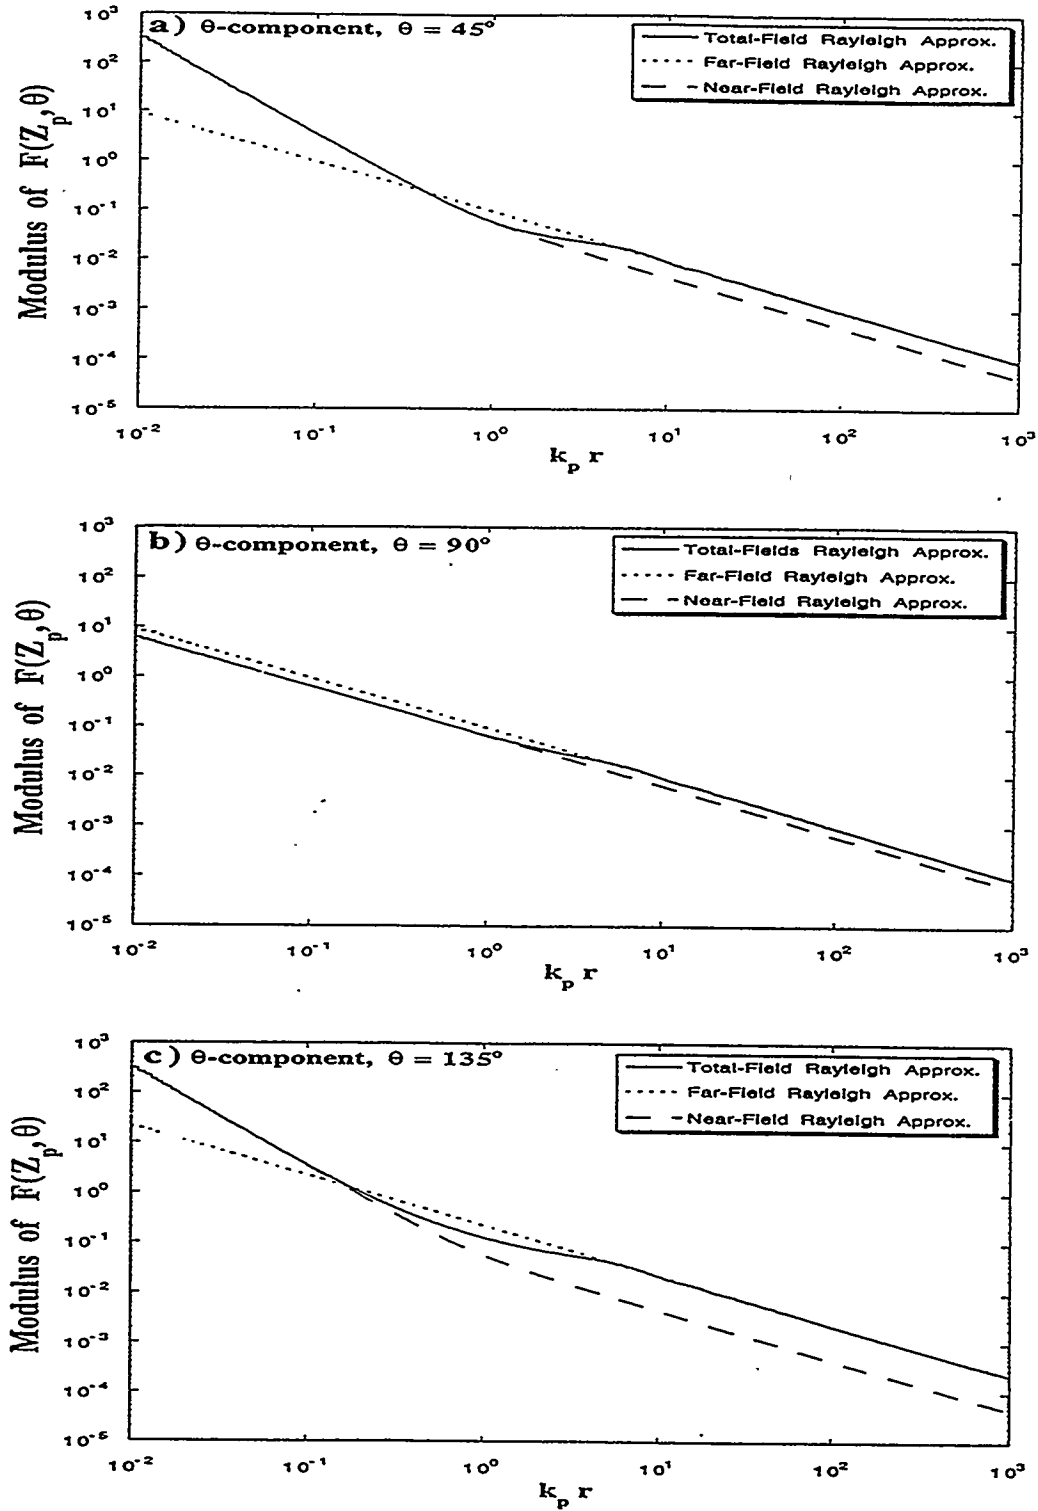 a) θ-component, θ = 45°
Total-Field Rayleigh Approx.
Far-Field Rayleigh Approx.
Near-Field Rayleigh Approx.
Modulus of F(Z_p,θ)
10³
10²
10¹
10⁰
10⁻¹
10⁻²
10⁻³
10⁻⁴
10⁻⁵
10⁻² 10⁻¹ 10⁰ 10¹ 10² 10³
k_p r
b) θ-component, θ = 90°
Total-Fields Rayleigh Approx.
Far-Field Rayleigh Approx.
Near-Field Rayleigh Approx.
Modulus of F(Z_p,θ)
10³
10²
10¹
10⁰
10⁻¹
10⁻²
10⁻³
10⁻⁴
10⁻⁵
10⁻² 10⁻¹ 10⁰ 10¹ 10² 10³
k_p r
c) θ-component, θ = 135°
Total-Field Rayleigh Approx.
Far-Field Rayleigh Approx.
Near-Field Rayleigh Approx.
Modulus of F(Z_p,θ)
10³
10²
10¹
10⁰
10⁻¹
10⁻²
10⁻³
10⁻⁴
10⁻⁵
10⁻² 10⁻¹ 10⁰ 10¹ 10² 10³
k_p r